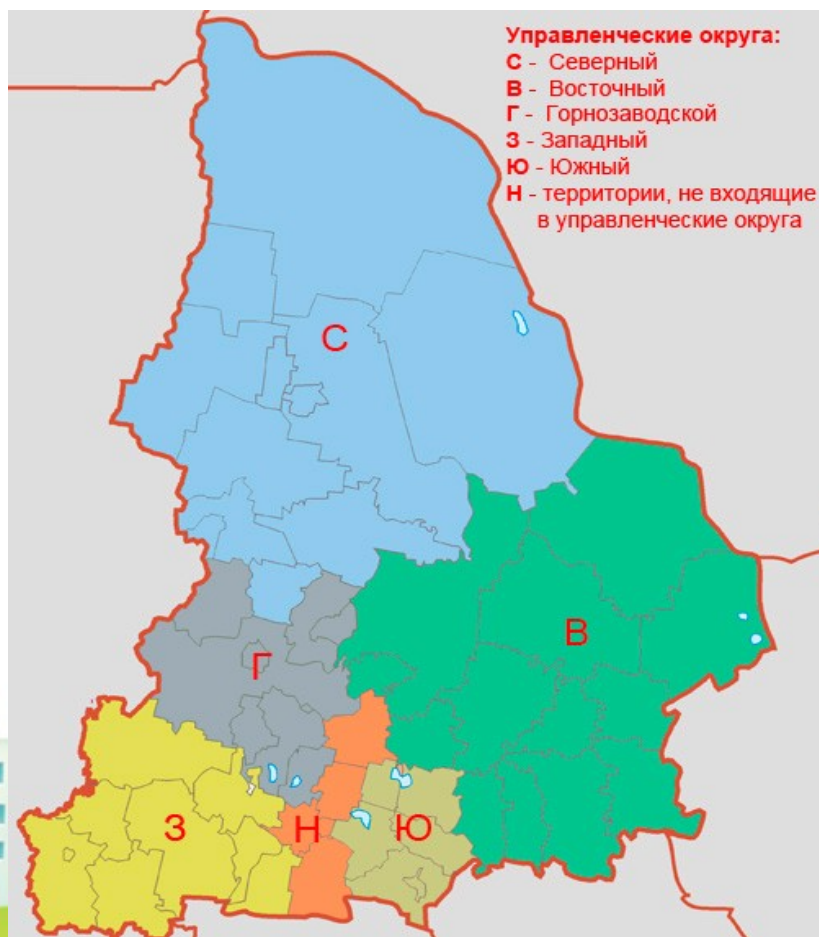 Управленческие округа:
С - Северный
В - Восточный
Г - Горнозаводской
З - Западный
Ю - Южный
Н - территории, не входящие
в управленческие округа
С
В
Г
З
Н
Ю